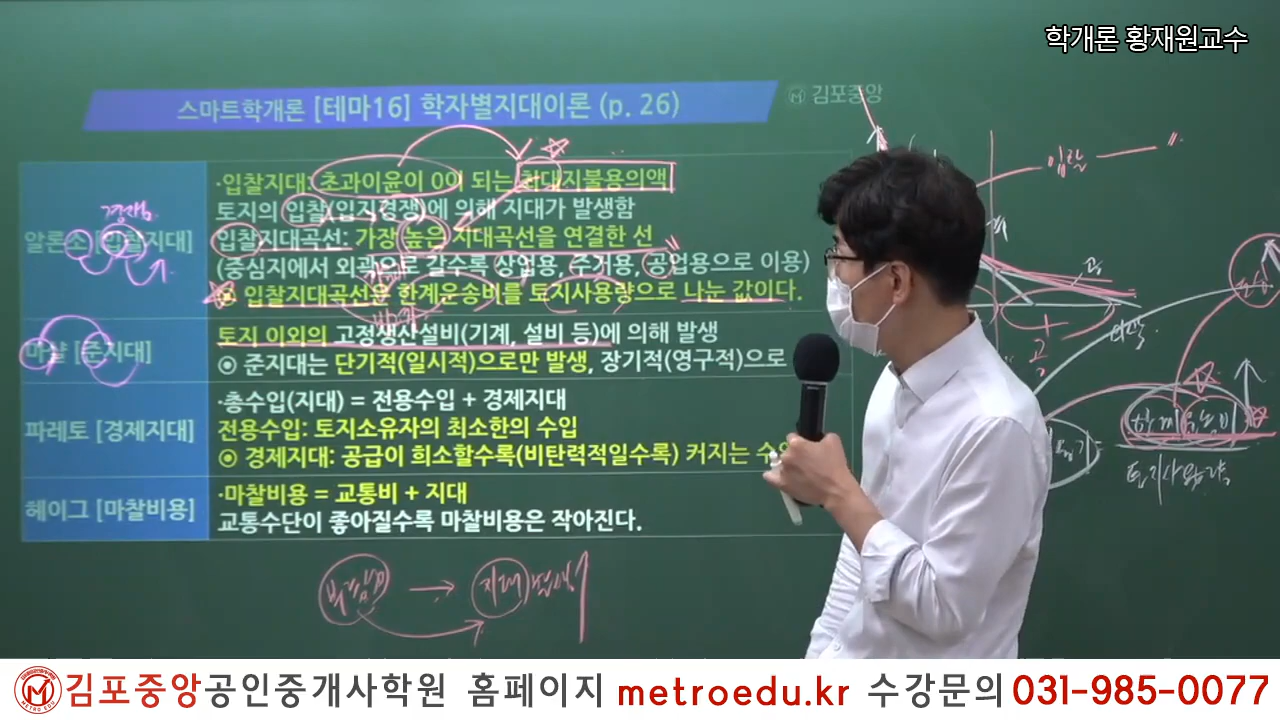 학개론 황재원교수
스마트학개론 [테마16] 학자별지대이론 (p. 26)
김포중앙
알론소 [입찰지대]
·입찰지대: 초과이윤이 0이 되는 최대지불용의액
토지의 입찰(입지경쟁)에 의해 지대가 발생함
입찰지대곡선: 가장 높은 지대곡선을 연결한 선
(중심지에서 외곽으로 갈수록 상업용, 주거용, 공업용으로 이용)
입찰지대곡선은 한계운송비를 토지사용량으로 나눈 값이다.
마샬 [준지대]
토지 이외의 고정생산설비(기계, 설비 등)에 의해 발생
◉ 준지대는 단기적(일시적)으로만 발생, 장기적(영구적)으로
파레토 [경제지대]
·총수입(지대) = 전용수입 + 경제지대
전용수입: 토지소유자의 최소한의 수입
◉ 경제지대: 공급이 희소할수록(비탄력적일수록) 커지는
헤이그 [마찰비용]
·마찰비용 = 교통비 + 지대
교통수단이 좋아질수록 마찰비용은 작아진다.
입찰
토지사용량
METRO EDU
김포중앙공인중개사학원 홈페이지 metroedu.kr 수강문의 031-985-0077